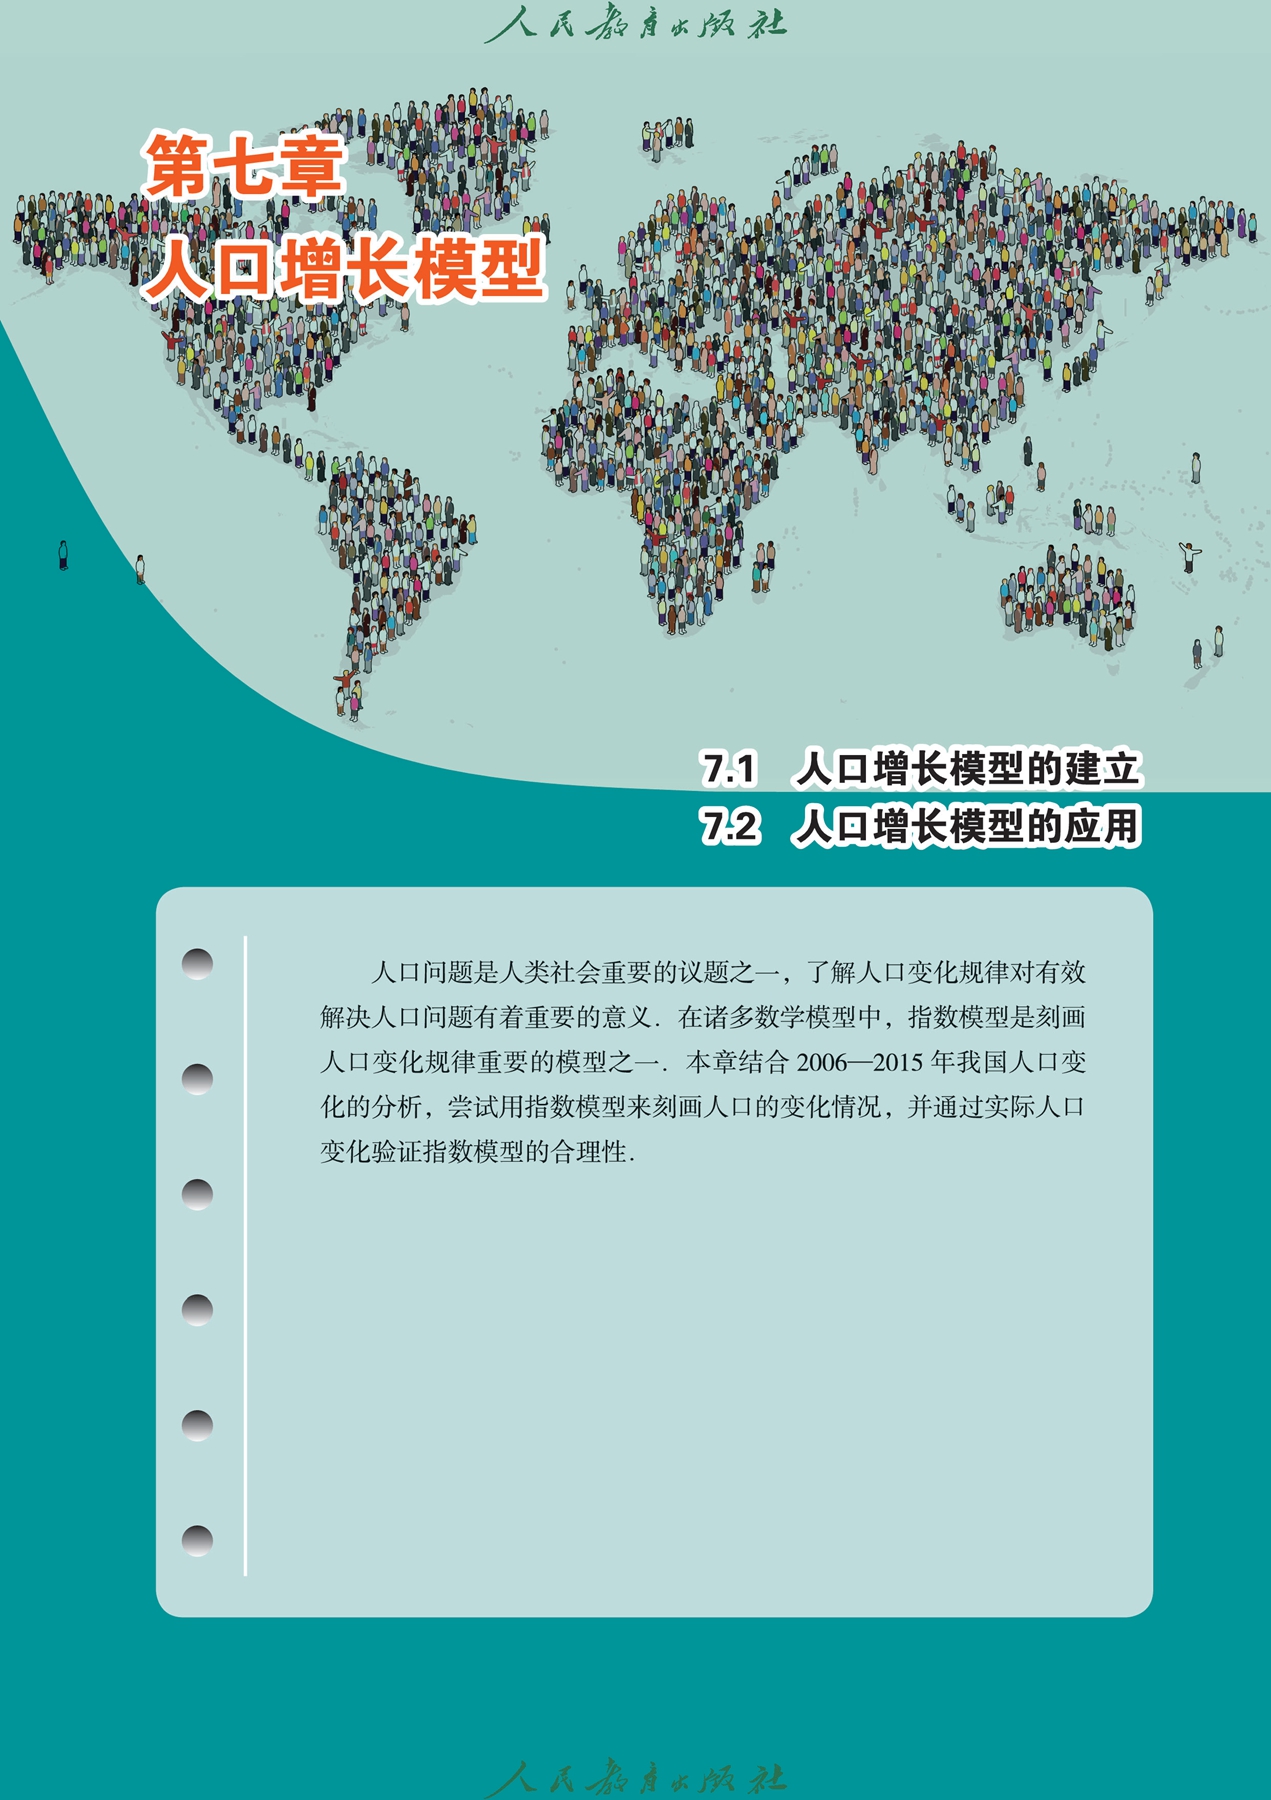 人民教育出版社
第七章
人口增长模型
7.1 人口增长模型的建立
7.2 人口增长模型的应用
人口问题是人类社会重要的议题之一，了解人口变化规律对有效
解决人口问题有着重要的意义．在诸多数学模型中，指数模型是刻画
人口变化规律重要的模型之一．本章结合 2006—2015 年我国人口变
化的分析，尝试用指数模型来刻画人口的变化情况，并通过实际人口
变化验证指数模型的合理性．
人民教育出版社